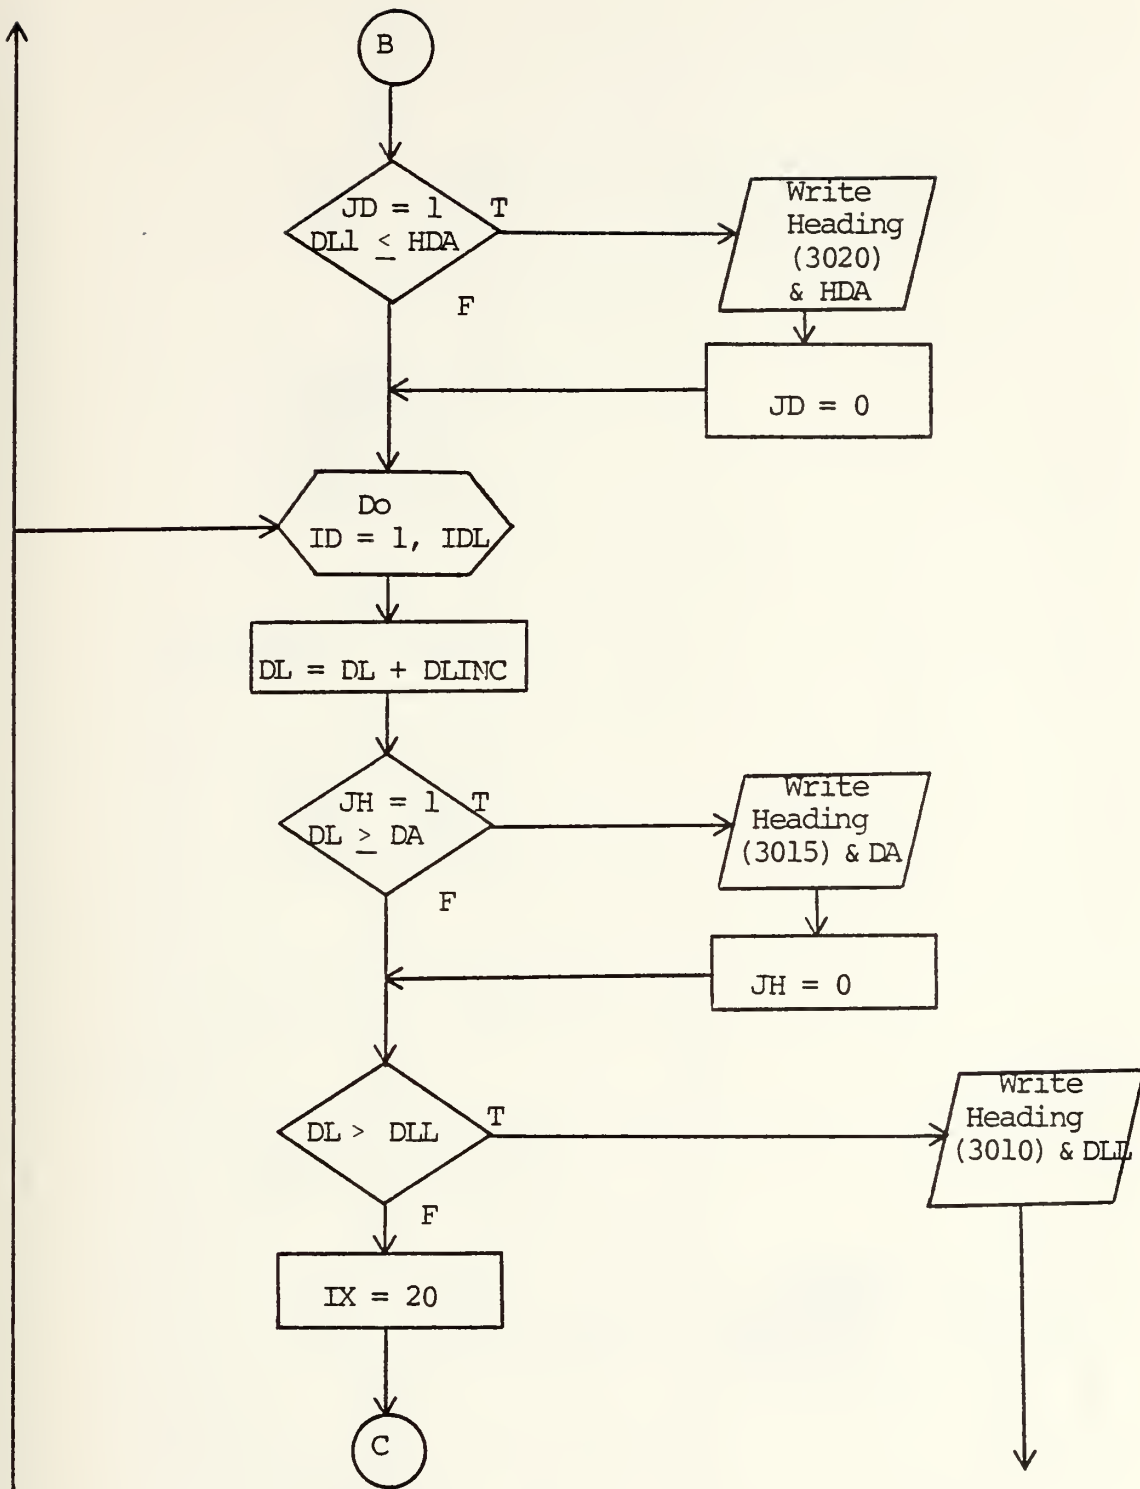 B
JD = 1
DL1 ≤ HDA
T
F
Write
Heading
(3020)
& HDA
JD = 0
Do
ID = 1, IDL
DL = DL + DLINC
JH = 1
DL ≥ DA
T
F
Write
Heading
(3015) & DA
JH = 0
DL > DLL
T
F
Write
Heading
(3010) & DLL
IX = 20
C